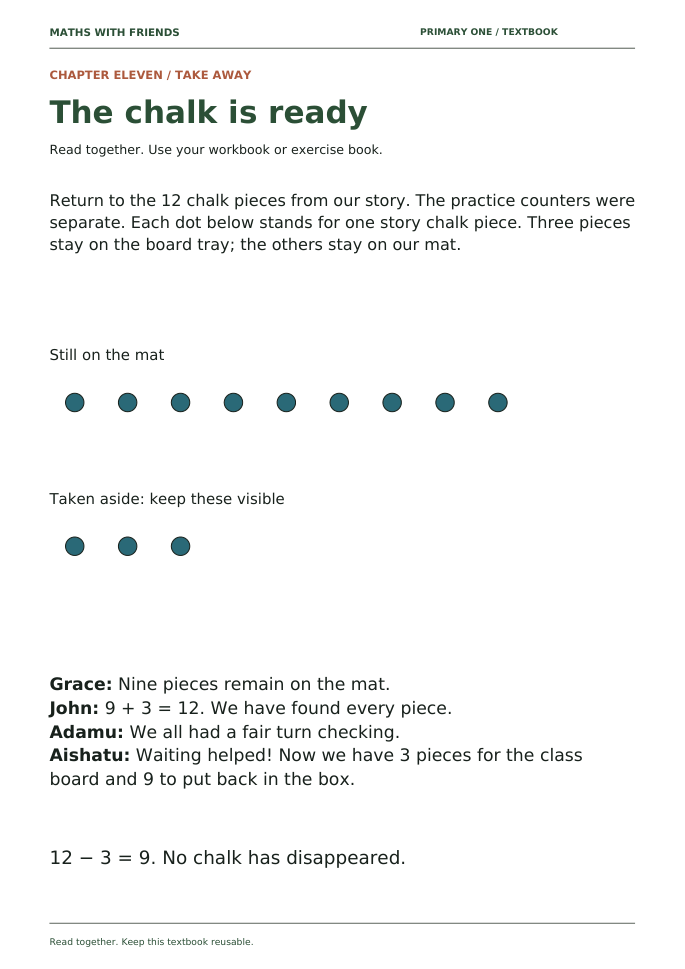 MATHS WITH FRIENDS
PRIMARY ONE / TEXTBOOK
CHAPTER ELEVEN / TAKE AWAY
The chalk is ready
Read together. Use your workbook or exercise book.
Return to the 12 chalk pieces from our story. The practice counters were
separate. Each dot below stands for one story chalk piece. Three pieces
stay on the board tray; the others stay on our mat.
Still on the mat
Taken aside: keep these visible
Grace: Nine pieces remain on the mat.
John: 9 + 3 = 12. We have found every piece.
Adamu: We all had a fair turn checking.
Aishatu: Waiting helped! Now we have 3 pieces for the class
board and 9 to put back in the box.
12 − 3 = 9. No chalk has disappeared.
Read together. Keep this textbook reusable.